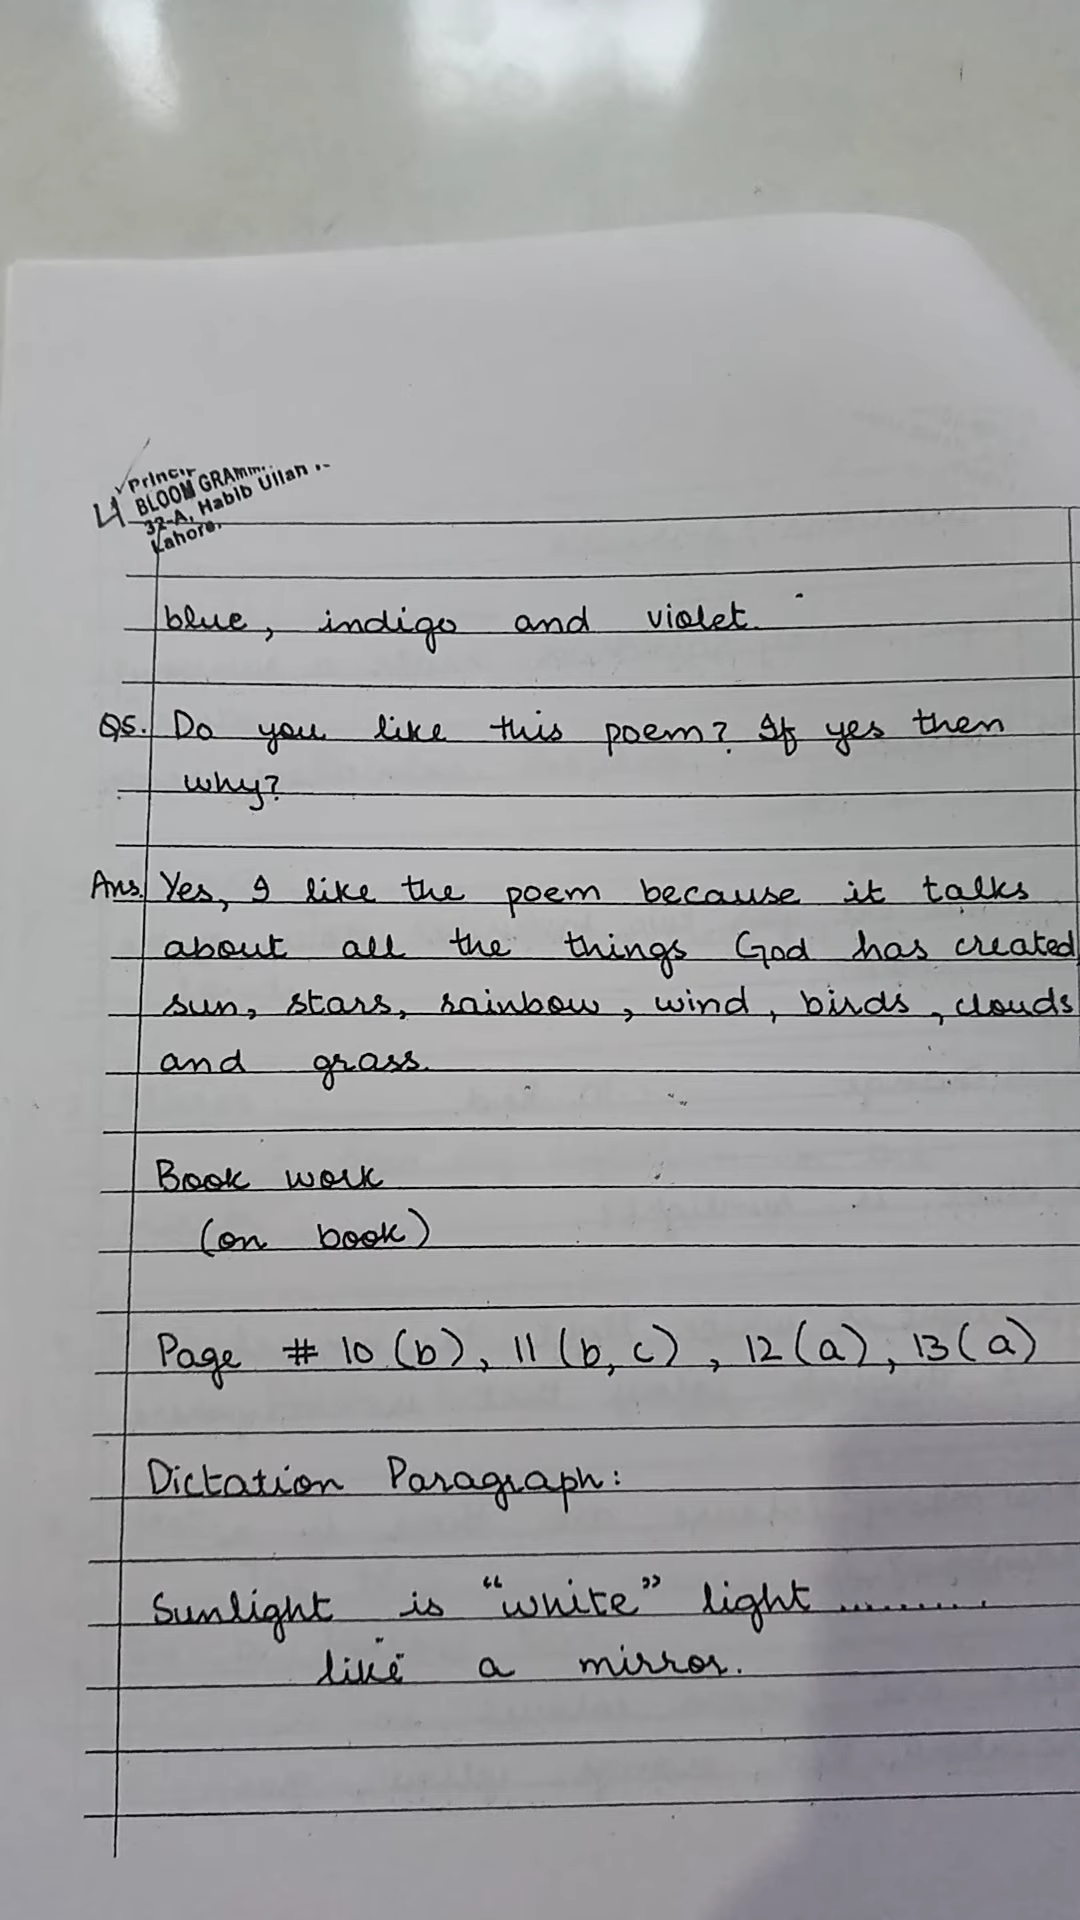 BLOOM
32-A, Habib Ullah
Lahore.
blue, indigo and violet.
Q5. Do you like this poem? If yes then
why?
Ans. Yes, I like the poem because it talks
about all the things God has created
sun, stars, rainbow, wind, birds, clouds
and grass.
Book work
(on book)
Page # 10 (b), 11 (b, c), 12 (a), 13 (a)
Dictation Paragraph:
Sunlight is "white" light .........
like a mirror.